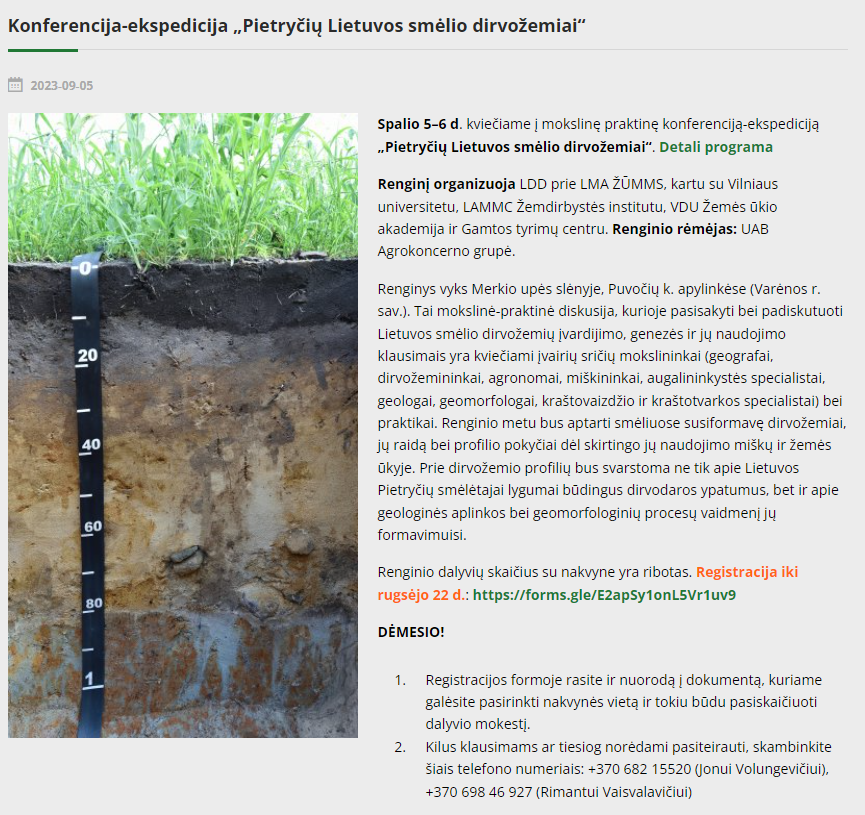 Konferencija-ekspedicija „Pietryčių Lietuvos smėlio dirvožemiai“
2023-09-05
Spalio 5–6 d. kviečiame į mokslinę praktinę konferenciją-ekspediciją
„Pietryčių Lietuvos smėlio dirvožemiai“. Detali programa
Renginį organizuoja LDD prie LMA ŽŪMMS, kartu su Vilniaus
universitetu, LAMMC Žemdirbystės institutu, VDU Žemės ūkio
akademija ir Gamtos tyrimų centru. Renginio rėmėjas: UAB
Agrokoncerno grupė.
Renginys vyks Merkio upės slėnyje, Puvočių k. apylinkėse (Varėnos r.
sav.). Tai mokslinė-praktinė diskusija, kurioje pasisakyti bei padiskutuoti
Lietuvos smėlio dirvožemių įvardijimo, genezės ir jų naudojimo
klausimais yra kviečiami įvairių sričių mokslininkai (geografai,
dirvožemininkai, agronomai, miškininkai, augalininkystės specialistai,
geologai, geomorfologai, kraštovaizdžio ir kraštotvarkos specialistai) bei
praktikai. Renginio metu bus aptarti smėliuose susiformavę dirvožemiai,
jų raidą bei profilio pokyčiai dėl skirtingo jų naudojimo miškų ir žemės
ūkyje. Prie dirvožemio profilių bus svarstoma ne tik apie Lietuvos
Pietryčių smėlėtajai lygumai būdingus dirvodaros ypatumus, bet ir apie
geologinės aplinkos bei geomorfologinių procesų vaidmenį jų
formavimuisi.
Renginio dalyvių skaičius su nakvyne yra ribotas. Registracija iki
rugsėjo 22 d.: https://forms.gle/E2apSy1onL5Vr1uv9
DĖMESIO!
1. Registracijos formoje rasite ir nuorodą į dokumentą, kuriame
galėsite pasirinkti nakvynės vietą ir tokiu būdu pasiskaičiuoti
dalyvio mokestį.
2. Kilus klausimams ar tiesiog norėdami pasiteirauti, skambinkite
šiais telefono numeriais: +370 682 15520 (Jonui Volungevičiui),
+370 698 46 927 (Rimantui Vaisvalavičiui)
0
20
40
60
80
1